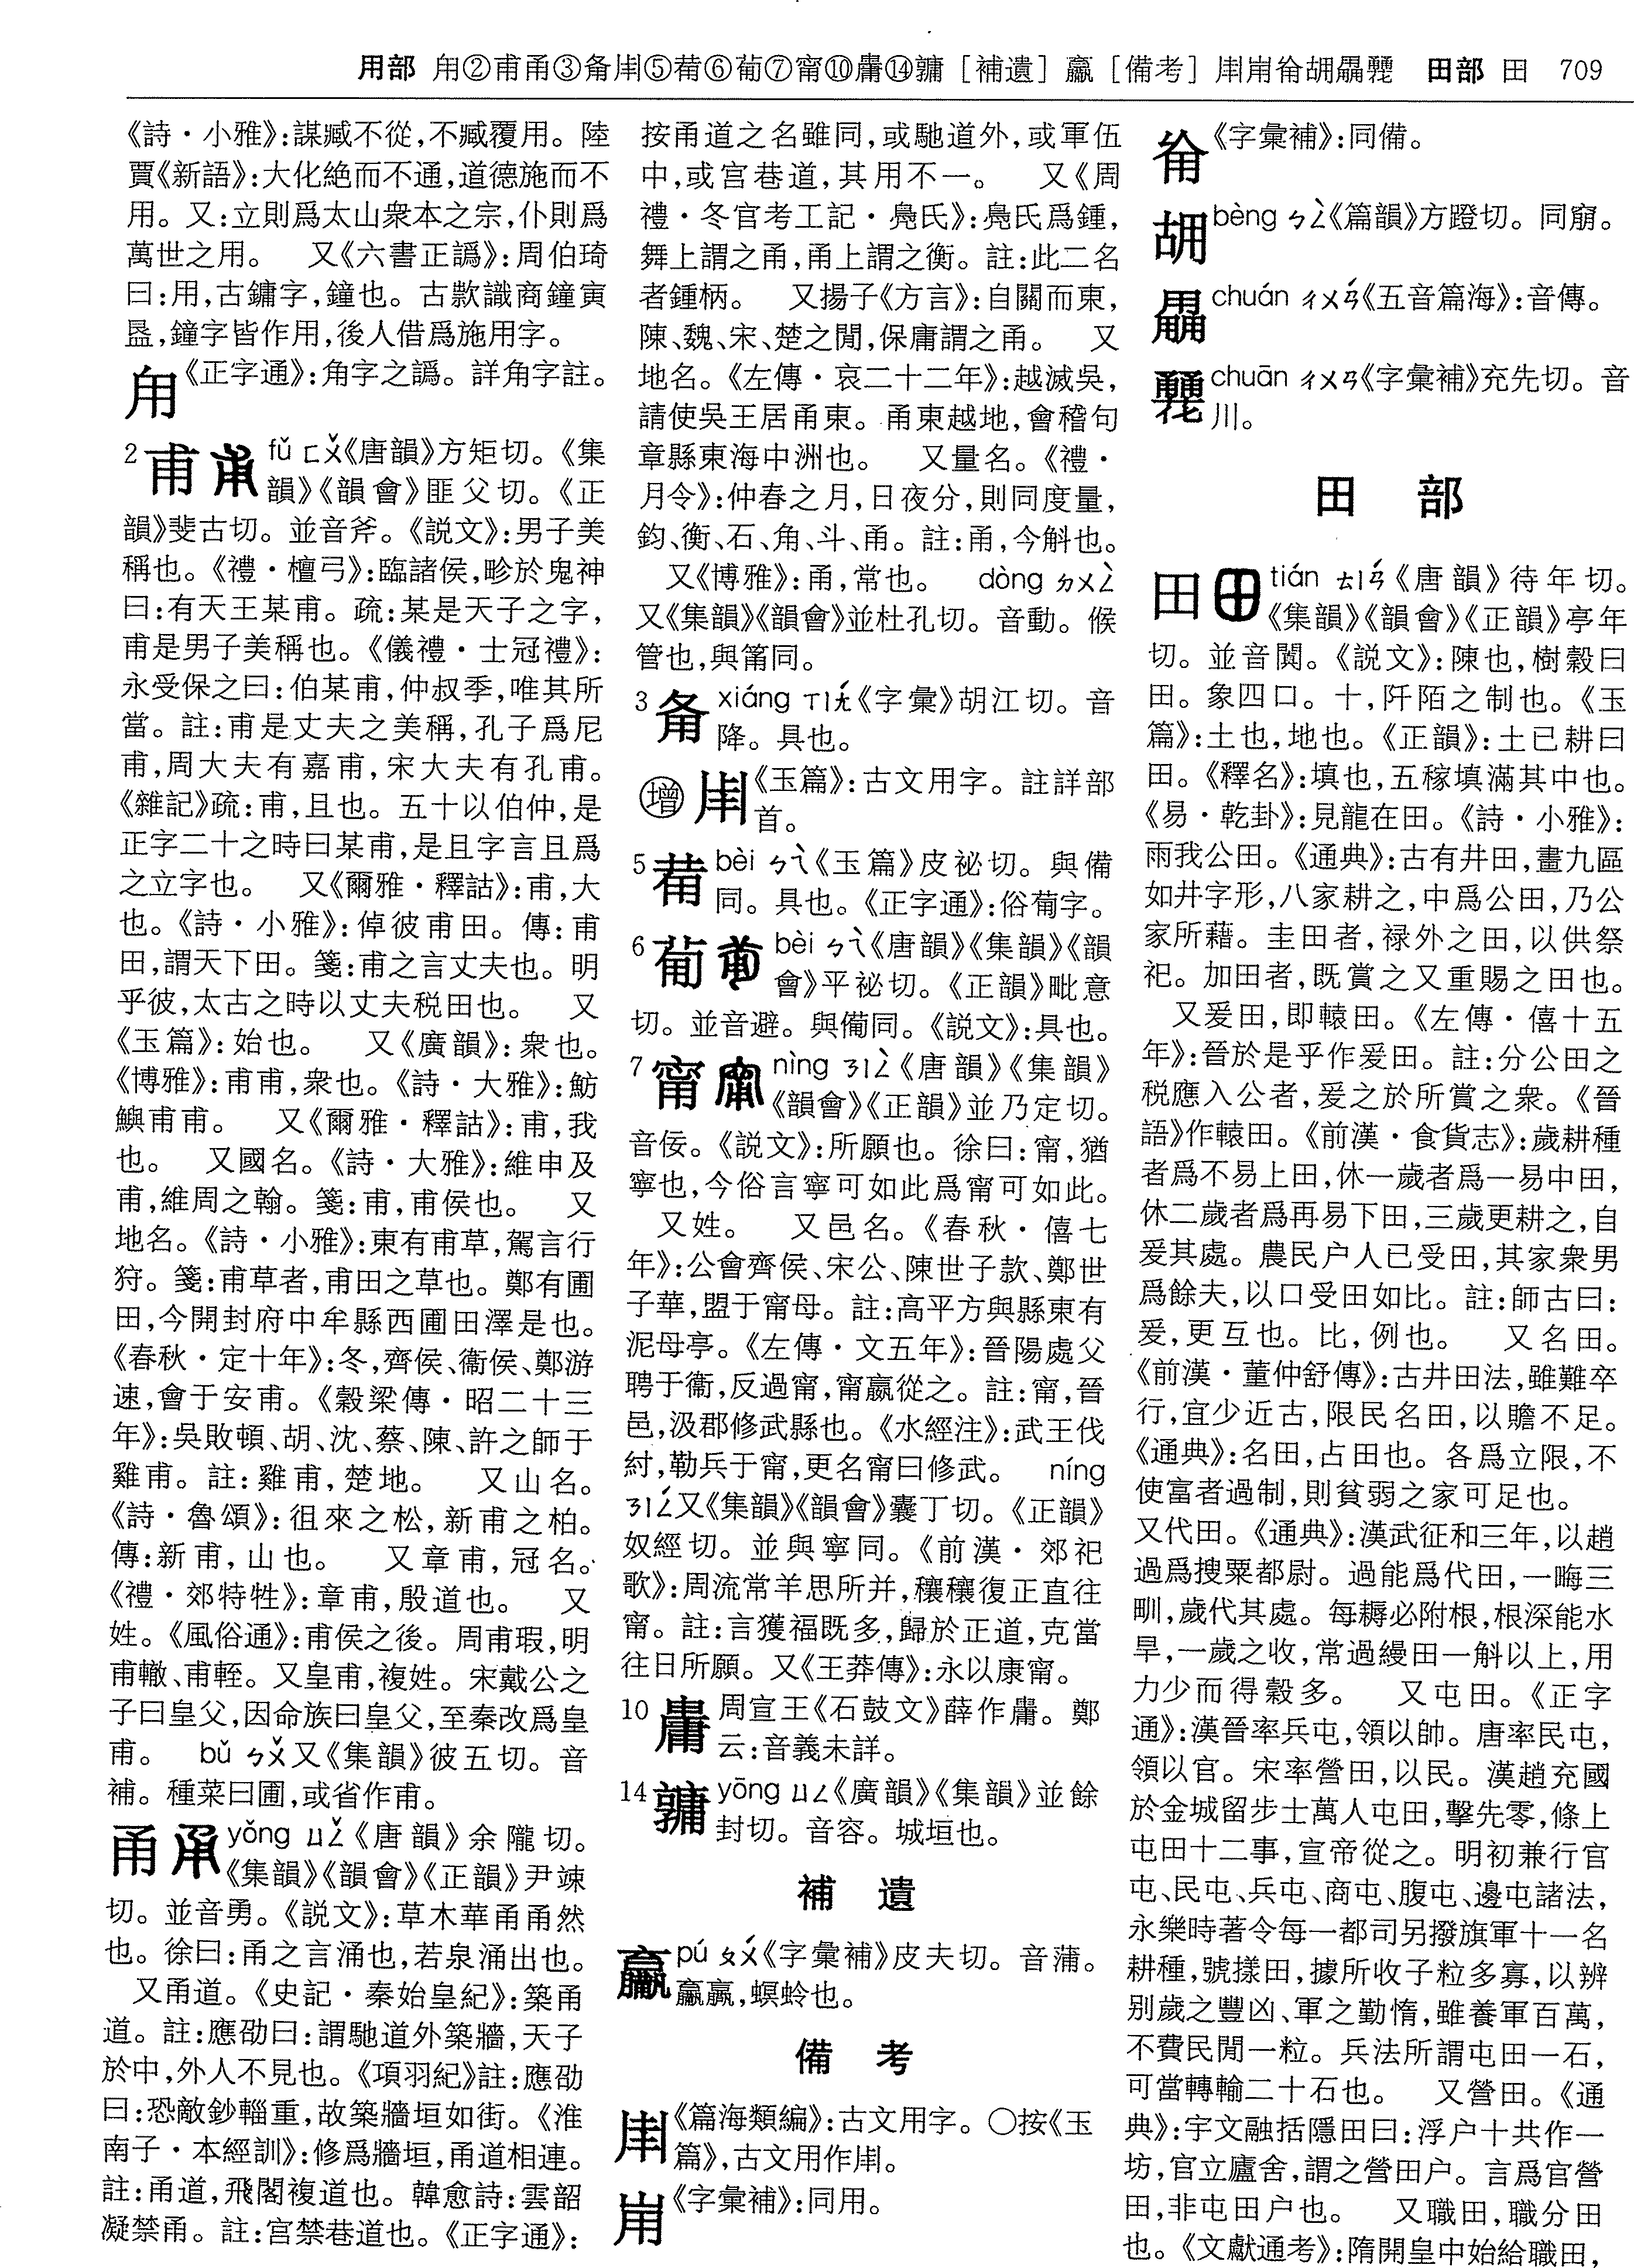 用部 甪②甫甬③夅𤰃⑤𤰈⑥葡⑦甯⑩⑭𤰏［補遺］［備考］ 田部 田 709
《詩·小雅》:謀臧不從,不臧覆用。陸
賈《新語》:大化絶而不通,道德施而不
用。又:立則爲太山衆本之宗,仆則爲
萬世之用。 又《六書正譌》:周伯琦
曰:用,古鏞字,鐘也。古款識商鐘寅
𥁰,鐘字皆作用,後人借爲施用字。
甪《正字通》:角字之譌。詳角字註。
2甫 fǔ ㄈㄨˇ《唐韻》方矩切。《集
韻》《韻會》匪父切。《正
韻》斐古切。並音斧。《説文》:男子美
稱也。《禮·檀弓》:臨諸侯,畛於鬼神
曰:有天王某甫。疏:某是天子之字,
甫是男子美稱也。《儀禮·士冠禮》:
永受保之曰:伯某甫,仲叔季,唯其所
當。註:甫是丈夫之美稱,孔子爲尼
甫,周大夫有嘉甫,宋大夫有孔甫。
《雜記》疏:甫,且也。五十以伯仲,是
正字二十之時曰某甫,是且字言且爲
之立字也。 又《爾雅·釋詁》:甫,大
也。《詩·小雅》:倬彼甫田。傳:甫
田,謂天下田。箋:甫之言丈夫也。明
乎彼,太古之時以丈夫税田也。 又
《玉篇》:始也。 又《廣韻》:衆也。
《博雅》:甫甫,衆也。《詩·大雅》:魴
鱮甫甫。 又《爾雅·釋詁》:甫,我
也。 又國名。《詩·大雅》:維申及
甫,維周之翰。箋:甫,甫侯也。 又
地名。《詩·小雅》:東有甫草,駕言行
狩。箋:甫草者,甫田之草也。鄭有圃
田,今開封府中牟縣西圃田澤是也。
《春秋·定十年》:冬,齊侯、衞侯、鄭游
速,會于安甫。《穀梁傳·昭二十三
年》:吳敗頓、胡、沈、蔡、陳、許之師于
雞甫。註:雞甫,楚地。 又山名。
《詩·魯頌》:徂來之松,新甫之柏。
傳:新甫,山也。 又章甫,冠名。
《禮·郊特牲》:章甫,殷道也。 又
姓。《風俗通》:甫侯之後。周甫瑕,明
甫轍、甫輊。又皇甫,複姓。宋戴公之
子曰皇父,因命族曰皇父,至秦改爲皇
甫。 bǔ ㄅㄨˇ又《集韻》彼五切。音
補。種菜曰圃,或省作甫。
甬 yǒng ㄩㄥˇ《唐韻》余隴切。
《集韻》《韻會》《正韻》尹竦
切。並音勇。《説文》:草木華甬甬然
也。徐曰:甬之言涌也,若泉涌出也。
又甬道。《史記·秦始皇紀》:築甬
道。註:應劭曰:謂馳道外築牆,天子
於中,外人不見也。《項羽紀》註:應劭
曰:恐敵鈔輜重,故築牆垣如街。《淮
南子·本經訓》:修爲牆垣,甬道相連。
註:甬道,飛閣複道也。韓愈詩:雲韶
凝禁甬。註:宫禁巷道也。《正字通》:
按甬道之名雖同,或馳道外,或軍伍
中,或宫巷道,其用不一。 又《周
禮·冬官考工記·鳧氏》:鳧氏爲鍾,
舞上謂之甬,甬上謂之衡。註:此二名
者鍾柄。 又揚子《方言》:自關而東,
陳、魏、宋、楚之閒,保庸謂之甬。 又
地名。《左傳·哀二十二年》:越滅吳,
請使吳王居甬東。甬東越地,會稽句
章縣東海中洲也。 又量名。《禮·
月令》:仲春之月,日夜分,則同度量,
鈞、衡、石、角、斗、甬。註:甬,今斛也。
又《博雅》:甬,常也。 dòng ㄉㄨㄥˋ
又《集韻》《韻會》並杜孔切。音動。候
管也,與筩同。
3 xiáng ㄒㄧㄤˊ《字彙》胡江切。音
降。具也。
增𤰃《玉篇》:古文用字。註詳部
首。
5𤰈 bèi ㄅㄟˋ《玉篇》皮祕切。與備
同。具也。《正字通》:俗葡字。
6葡 bèi ㄅㄟˋ《唐韻》《集韻》《韻
會》平祕切。《正韻》毗意
切。並音避。與僃同。《説文》:具也。
7甯 nìng ㄋㄧㄥˋ《唐韻》《集韻》
《韻會》《正韻》並乃定切。
音佞。《説文》:所願也。徐曰:甯,猶
寧也,今俗言寧可如此爲甯可如此。
又姓。 又邑名。《春秋·僖七
年》:公會齊侯、宋公、陳世子款、鄭世
子華,盟于甯母。註:高平方與縣東有
泥母亭。《左傳·文五年》:晉陽處父
聘于衞,反過甯,甯嬴從之。註:甯,晉
邑,汲郡修武縣也。《水經注》:武王伐
紂,勒兵于甯,更名甯曰修武。 níng
ㄋㄧㄥˊ又《集韻》《韻會》囊丁切。《正韻》
奴經切。並與寧同。《前漢·郊祀
歌》:周流常羊思所并,穰穰復正直往
甯。註:言獲福既多,歸於正道,克當
往日所願。又《王莽傳》:永以康甯。
10 周宣王《石鼓文》薛作。鄭
云:音義未詳。
14𤰏 yōng ㄩㄥ《廣韻》《集韻》並餘
封切。音容。城垣也。
補 遺
pú ㄆㄨˊ《字彙補》皮夫切。音蒲。
蠃,螟蛉也。
備 考
《篇海類編》:古文用字。○按《玉
篇》,古文用作𤰃。
《字彙補》:同用。
《字彙補》:同備。
bèng ㄅㄥˋ《篇韻》方蹬切。同堋。
chuán ㄔㄨㄢˊ《五音篇海》:音傳。
chuān ㄔㄨㄢ《字彙補》充先切。音
川。
田 部
田 tián ㄊㄧㄢˊ《唐韻》待年切。
《集韻》《韻會》《正韻》亭年
切。並音闐。《説文》:陳也,樹穀曰
田。象四口。十,阡陌之制也。《玉
篇》:土也,地也。《正韻》:土已耕曰
田。《釋名》:填也,五稼填滿其中也。
《易·乾卦》:見龍在田。《詩·小雅》:
雨我公田。《通典》:古有井田,畫九區
如井字形,八家耕之,中爲公田,乃公
家所藉。圭田者,禄外之田,以供祭
祀。加田者,既賞之又重賜之田也。
又爰田,即轅田。《左傳·僖十五
年》:晉於是乎作爰田。註:分公田之
税應入公者,爰之於所賞之衆。《晉
語》作轅田。《前漢·食貨志》:歲耕種
者爲不易上田,休一歲者爲一易中田,
休二歲者爲再易下田,三歲更耕之,自
爰其處。農民户人已受田,其家衆男
爲餘夫,以口受田如比。註:師古曰:
爰,更互也。比,例也。 又名田。
《前漢·董仲舒傳》:古井田法,雖難卒
行,宜少近古,限民名田,以贍不足。
《通典》:名田,占田也。各爲立限,不
使富者過制,則貧弱之家可足也。
又代田。《通典》:漢武征和三年,以趙
過爲搜粟都尉。過能爲代田,一晦三
甽,歲代其處。每耨必附根,根深能水
旱,一歲之收,常過縵田一斛以上,用
力少而得穀多。 又屯田。《正字
通》:漢晉率兵屯,領以帥。唐率民屯,
領以官。宋率營田,以民。漢趙充國
於金城留步士萬人屯田,擊先零,條上
屯田十二事,宣帝從之。明初兼行官
屯、民屯、兵屯、商屯、腹屯、邊屯諸法,
永樂時著令每一都司另撥旗軍十一名
耕種,號㨾田,據所收子粒多寡,以辨
别歲之豐凶、軍之勤惰,雖養軍百萬,
不費民閒一粒。兵法所謂屯田一石,
可當轉輸二十石也。 又營田。《通
典》:宇文融括隱田曰:浮户十共作一
坊,官立廬舍,謂之營田户。言爲官營
田,非屯田户也。 又職田,職分田
也。《文獻通考》:隋開皇中始給職田,